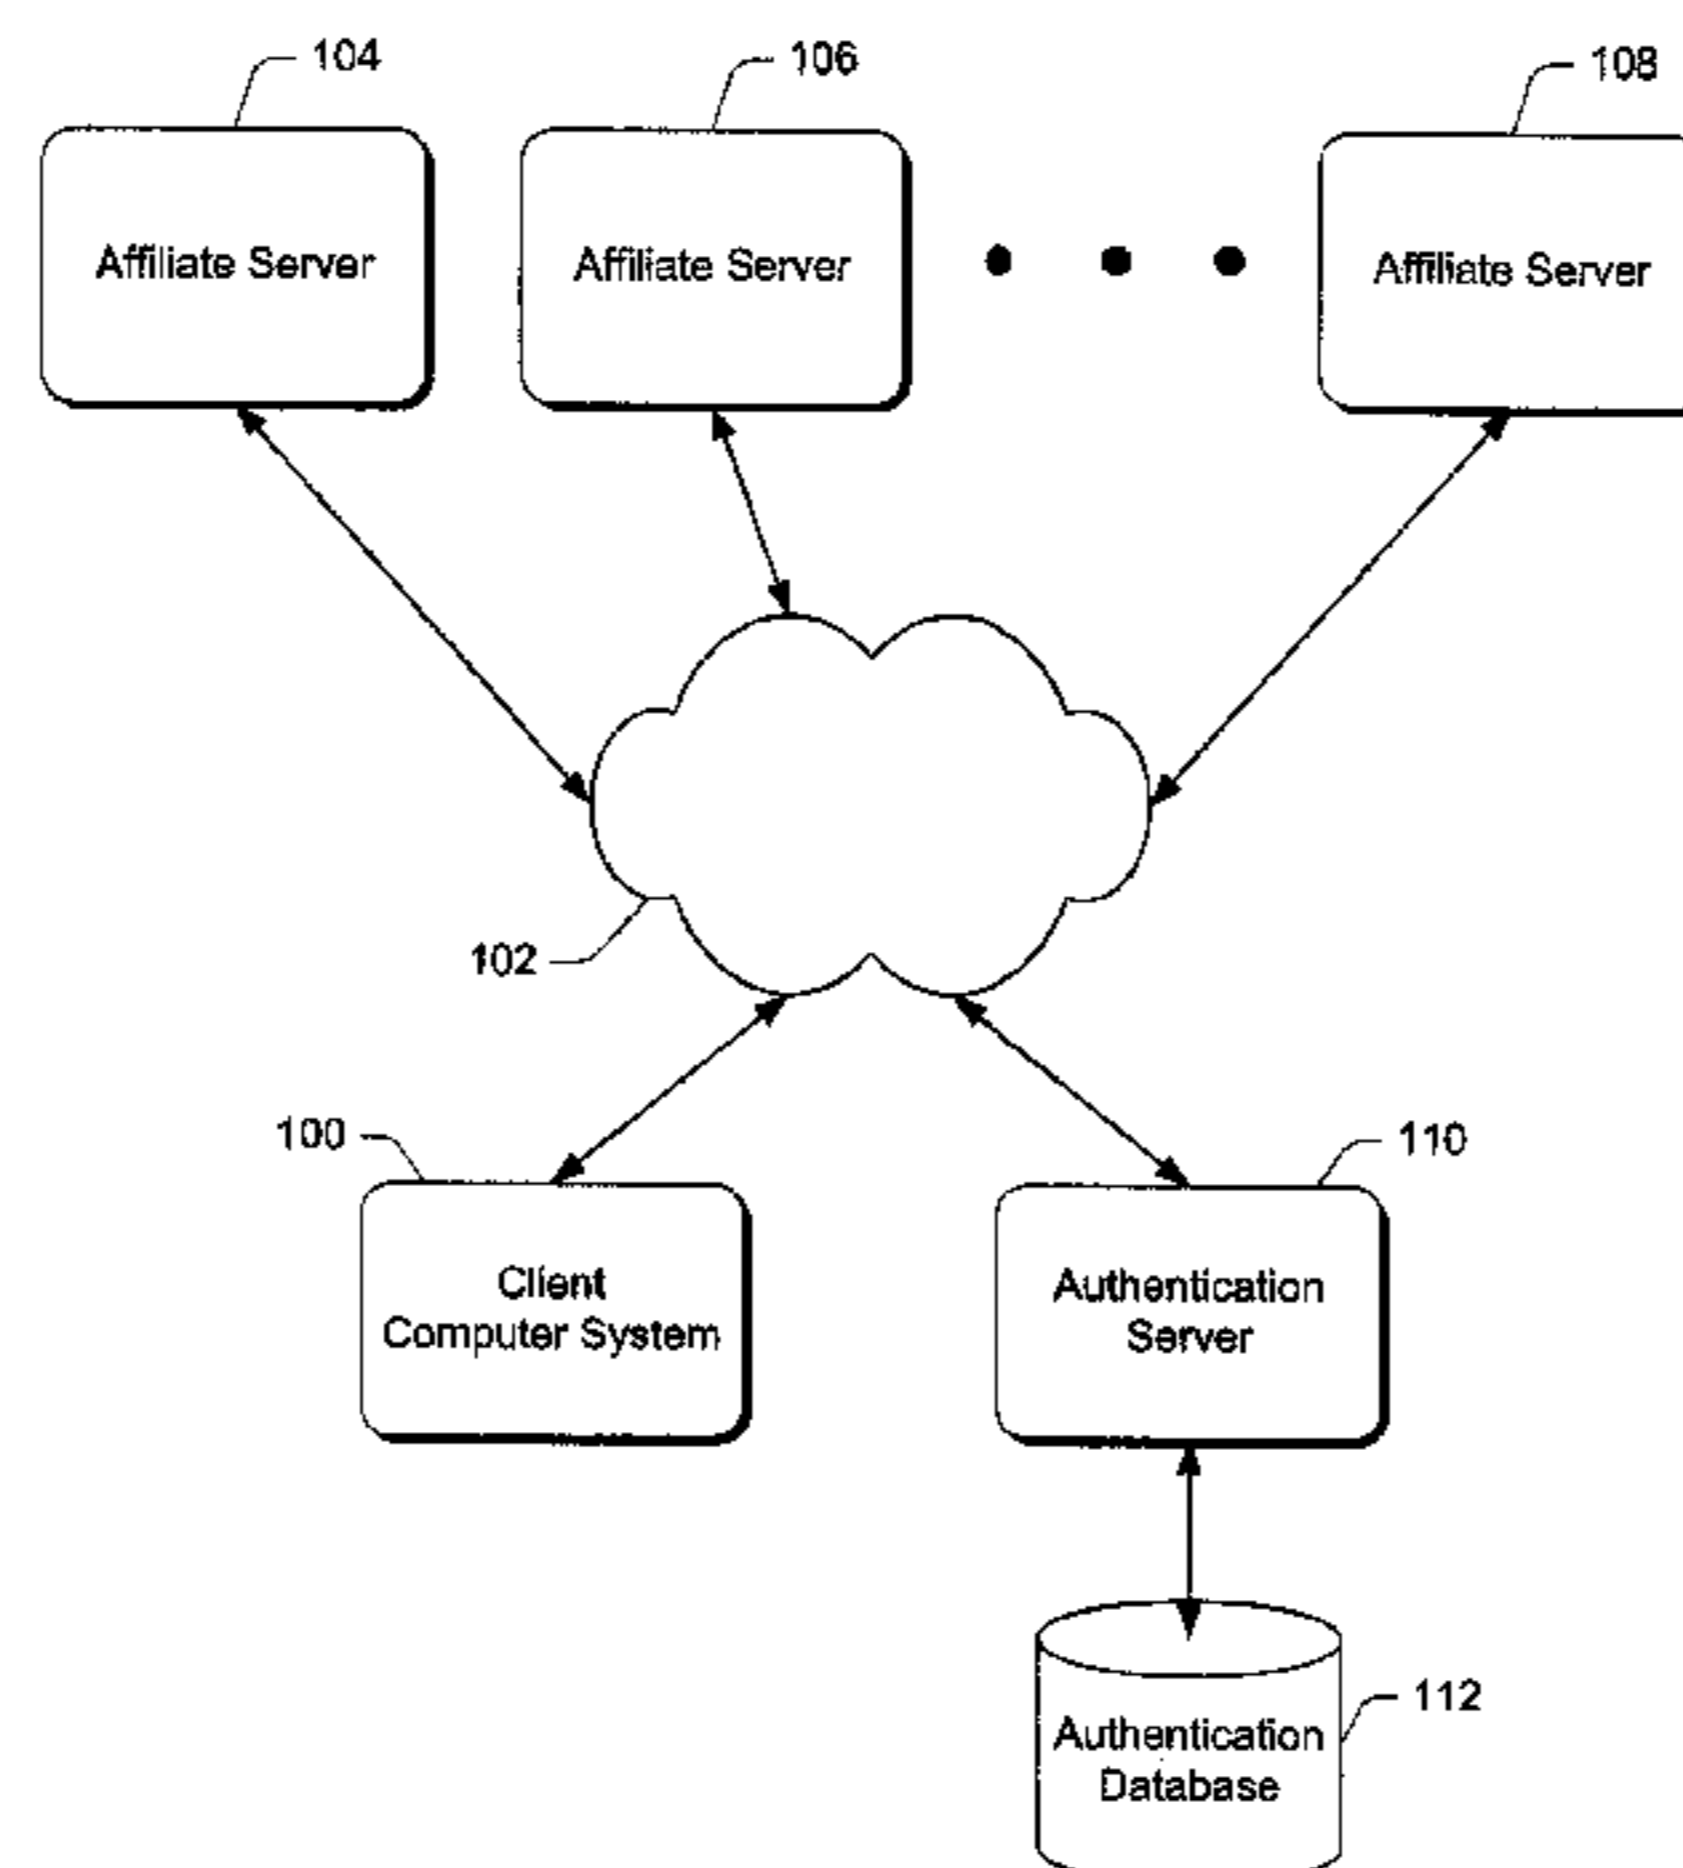 104
106
108
Affiliate Server
Affiliate Server
Affiliate Server
102
100
110
Client
Computer System
Authentication
Server
112
Authentication
Database